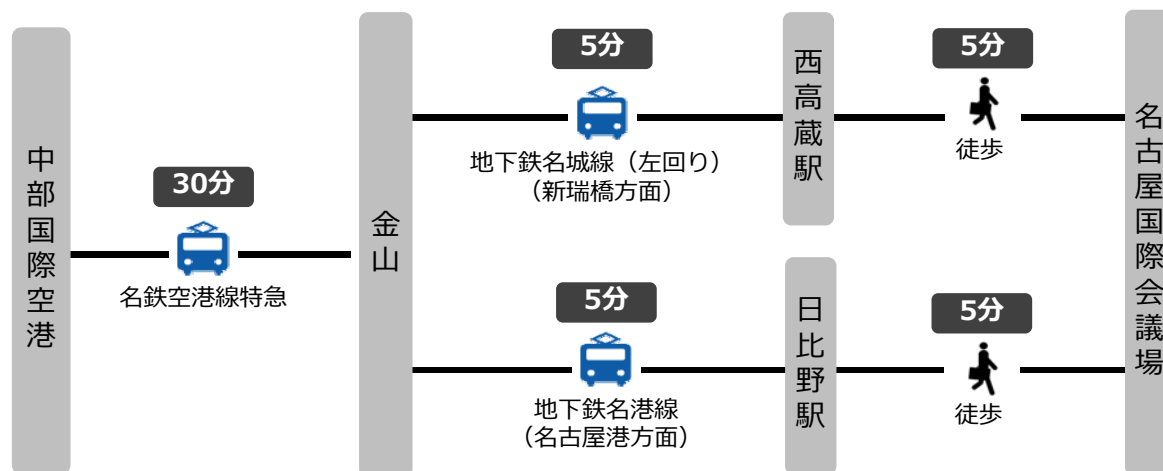 中部国際空港
30分
名鉄空港線特急
金山
5分
地下鉄名城線（左回り）
（新瑞橋方面）
西高蔵駅
5分
徒歩
5分
地下鉄名港線
（名古屋港方面）
日比野駅
5分
徒歩
名古屋国際会議場